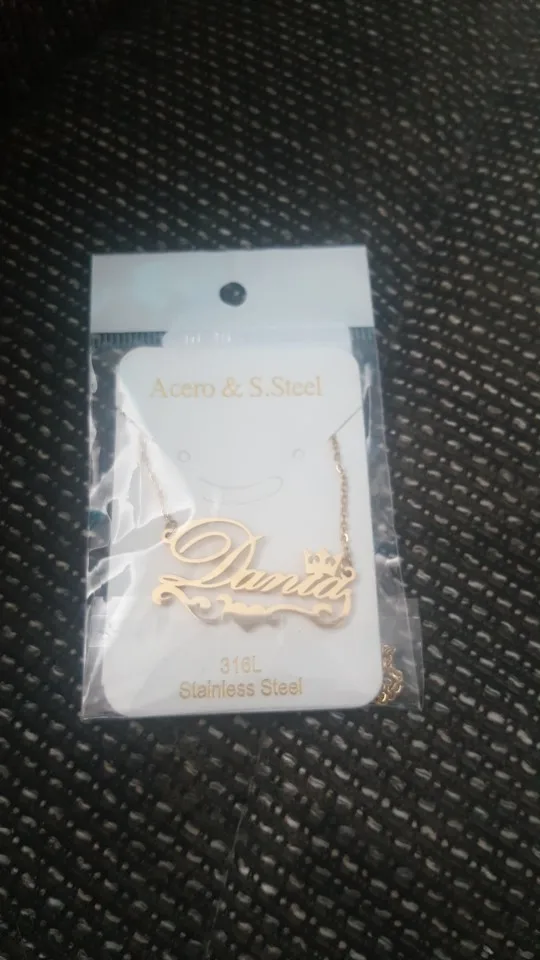 Acero & S.Steel
Dania
316L
Stainless Steel